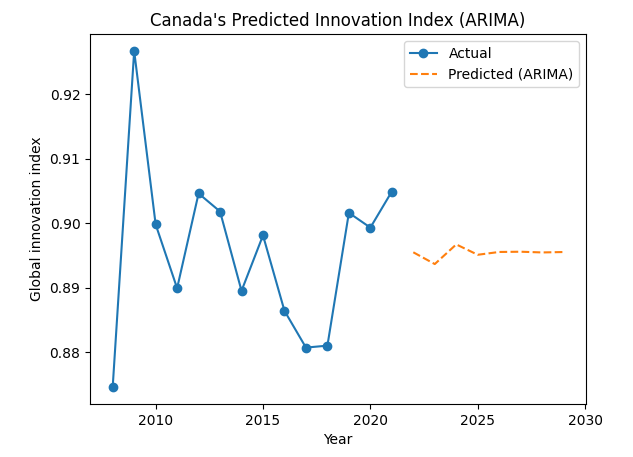 Canada's Predicted Innovation Index (ARIMA)
Actual
Predicted (ARIMA)
0.92
0.91
0.90
0.89
0.88
Global innovation index
2010
2015
2020
2025
2030
Year